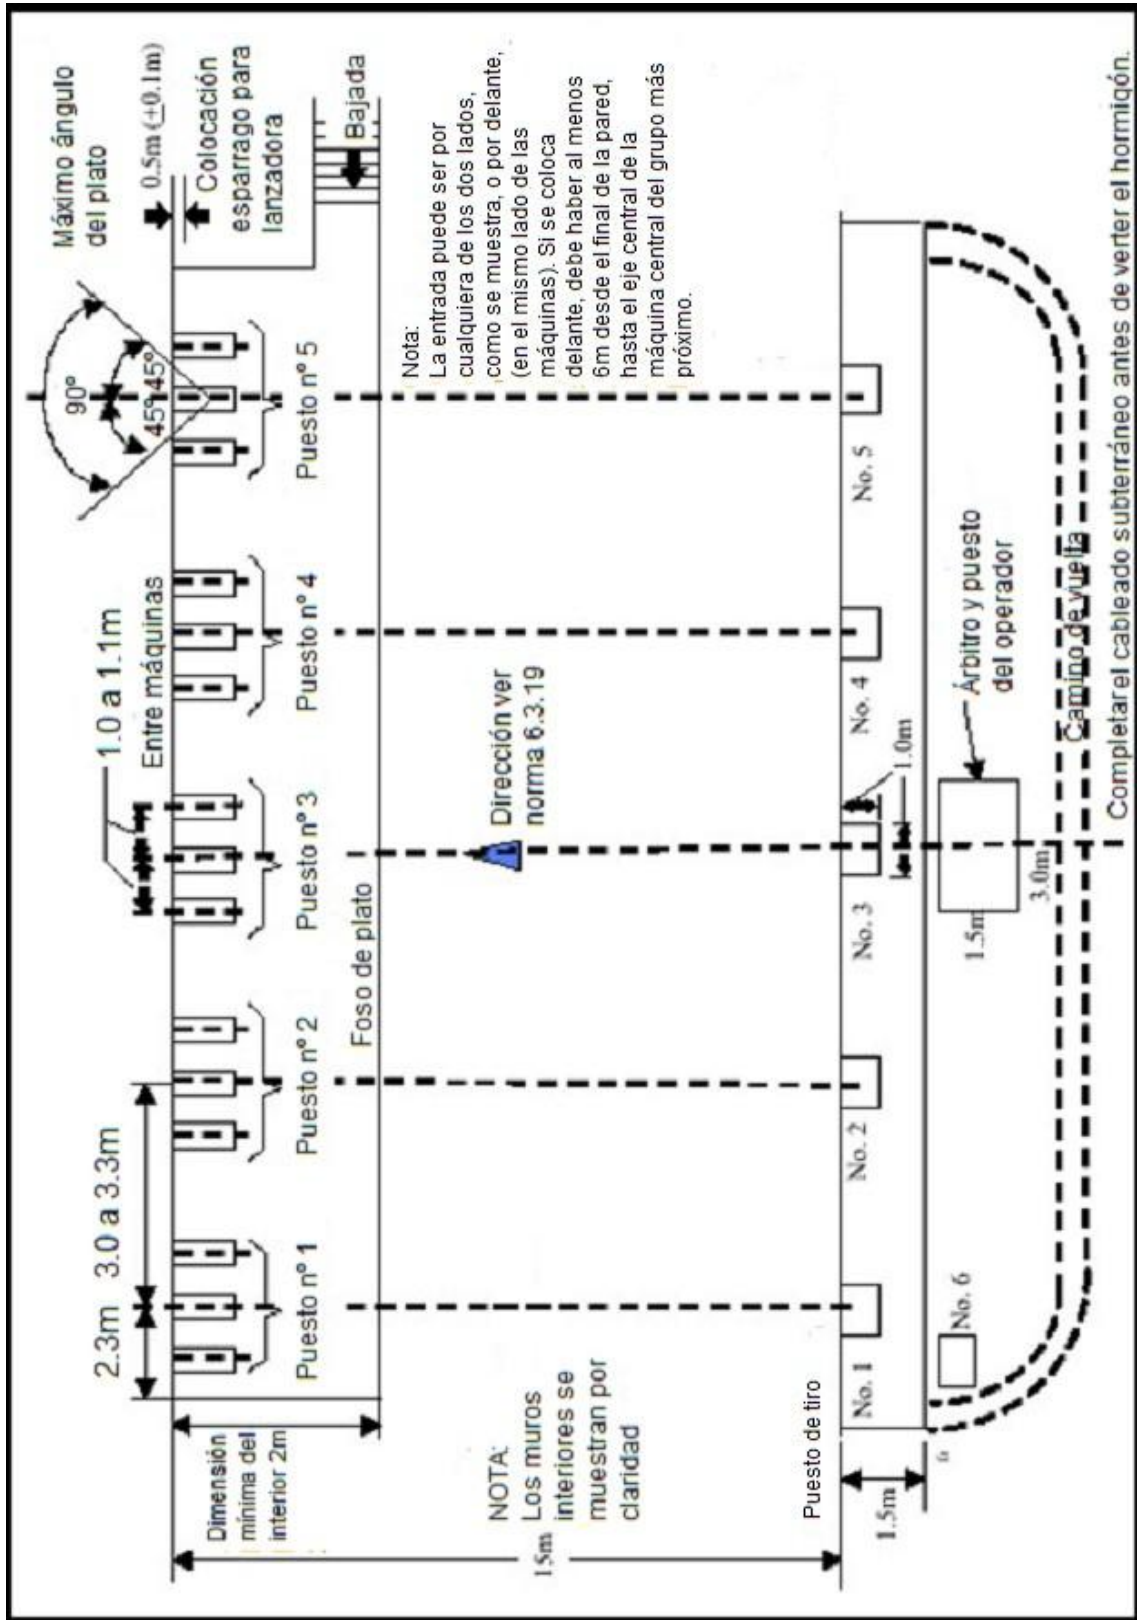 Máximo ángulo
del plato
0.5m (±0.1m)
Colocación
esparrago para
lanzadora
Bajada
90º
45º 45º
1.0 a 1.1m
Entre máquinas
3.0 a 3.3m
2.3m
Puesto nº 1
Puesto nº 2
Puesto nº 3
Puesto nº 4
Puesto nº 5
Dimensión
mínima del
interior 2m
Foso de plato
Nota:
La entrada puede ser por
cualquiera de los dos lados,
como se muestra, o por delante,
(en el mismo lado de las
máquinas). Si se coloca
delante, debe haber al menos
6m desde el final de la pared,
hasta el eje central de la
máquina central del grupo más
próximo.
Dirección ver
norma 6.3.19
NOTA:
Los muros
interiores se
muestran por
claridad
15m
Puesto de tiro
No. 1
No. 2
No. 3
No. 4
No. 5
1.0m
1.5m
No. 6
1.5m
3.0m
Árbitro y puesto
del operador
Camino de vuelta
Completar el cableado subterráneo antes de verter el hormigón.